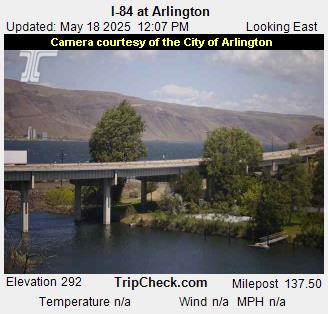 I-84 at Arlington
Updated: May 18 2025 12:07 PM Looking East
Camera courtesy of the City of Arlington
Elevation 292 TripCheck.com Milepost 137.50
Temperature n/a Wind n/a MPH n/a